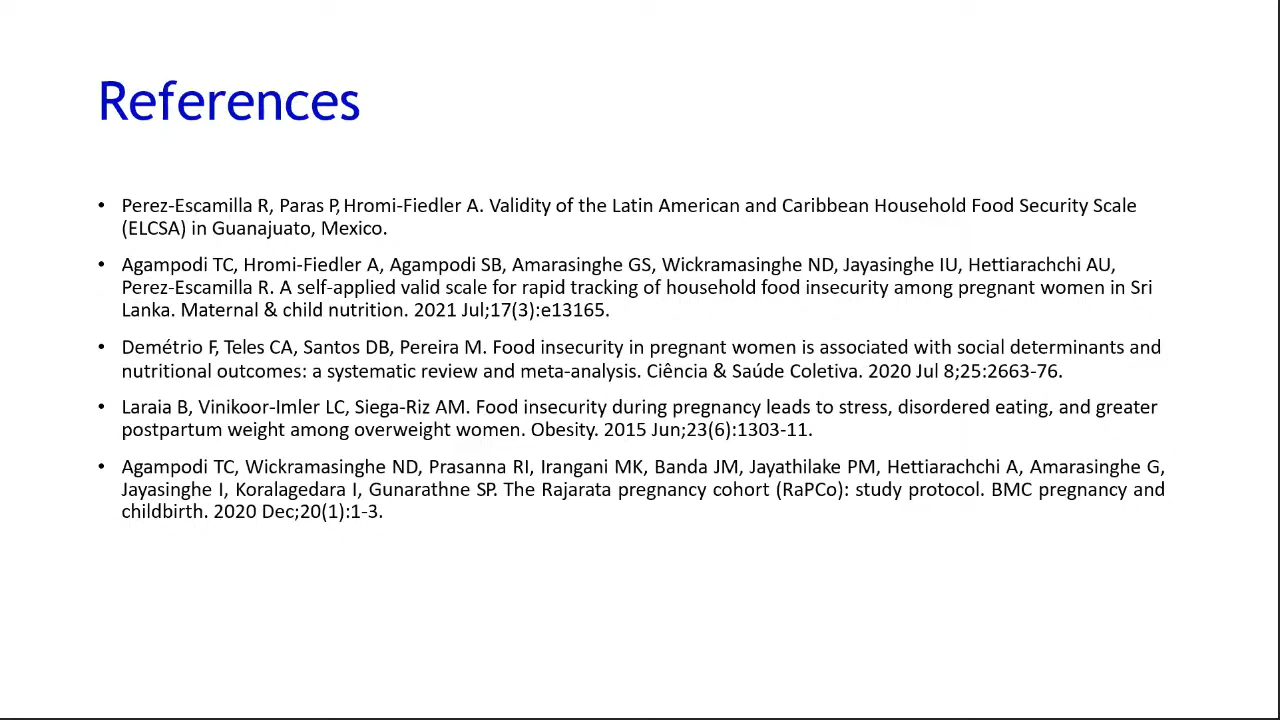 References
• Perez-Escamilla R, Paras P, Hromi-Fiedler A. Validity of the Latin American and Caribbean Household Food Security Scale
(ELCSA) in Guanajuato, Mexico.
• Agampodi TC, Hromi-Fiedler A, Agampodi SB, Amarasinghe GS, Wickramasinghe ND, Jayasinghe IU, Hettiarachchi AU,
Perez-Escamilla R. A self-applied valid scale for rapid tracking of household food insecurity among pregnant women in Sri
Lanka. Maternal & child nutrition. 2021 Jul;17(3):e13165.
• Demétrio F, Teles CA, Santos DB, Pereira M. Food insecurity in pregnant women is associated with social determinants and
nutritional outcomes: a systematic review and meta-analysis. Ciência & Saúde Coletiva. 2020 Jul 8;25:2663-76.
• Laraia B, Vinikoor-Imler LC, Siega-Riz AM. Food insecurity during pregnancy leads to stress, disordered eating, and greater
postpartum weight among overweight women. Obesity. 2015 Jun;23(6):1303-11.
• Agampodi TC, Wickramasinghe ND, Prasanna RI, Irangani MK, Banda JM, Jayathilake PM, Hettiarachchi A, Amarasinghe G,
Jayasinghe I, Koralagedara I, Gunarathne SP. The Rajarata pregnancy cohort (RaPCo): study protocol. BMC pregnancy and
childbirth. 2020 Dec;20(1):1-3.